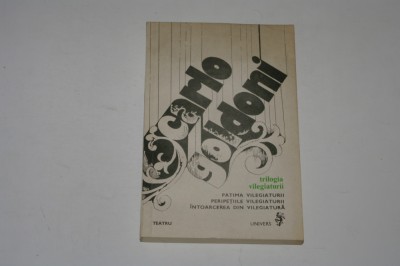 carlo
goldoni
trilogia
vilegiaturii
PATIMA VILEGIATURII
PERIPEȚIILE VILEGIATURII
ÎNTOARCEREA DIN VILEGIATURĂ
TEATRU
UNIVERS